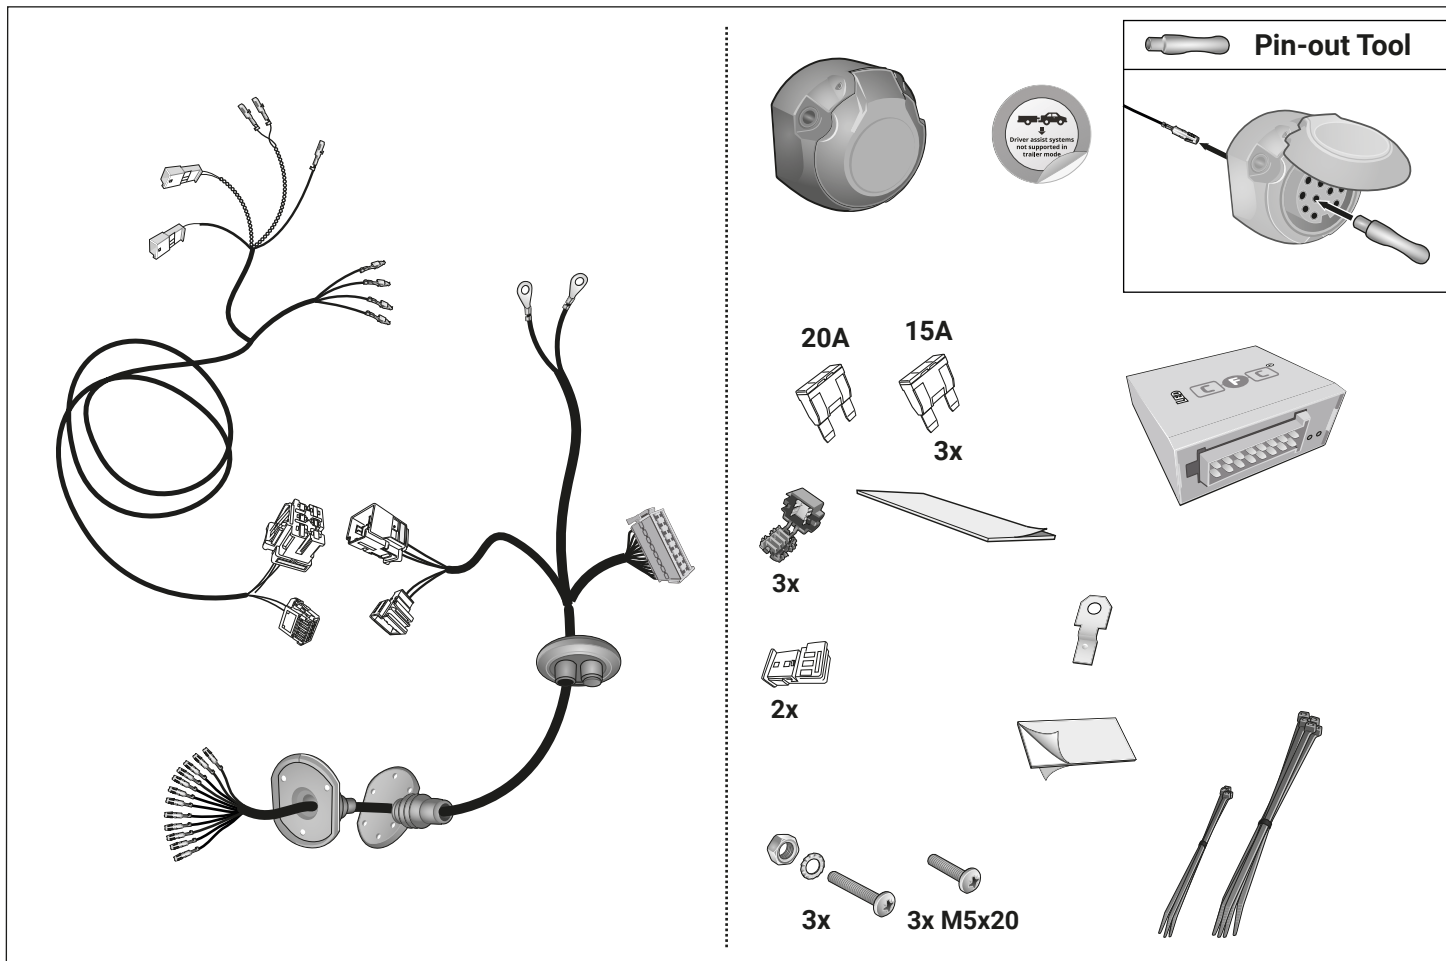 Pin-out Tool
Driver assist systems
not supported in
trailer mode
20A
15A
3x
C F C
3x
2x
3x
3x M5x20